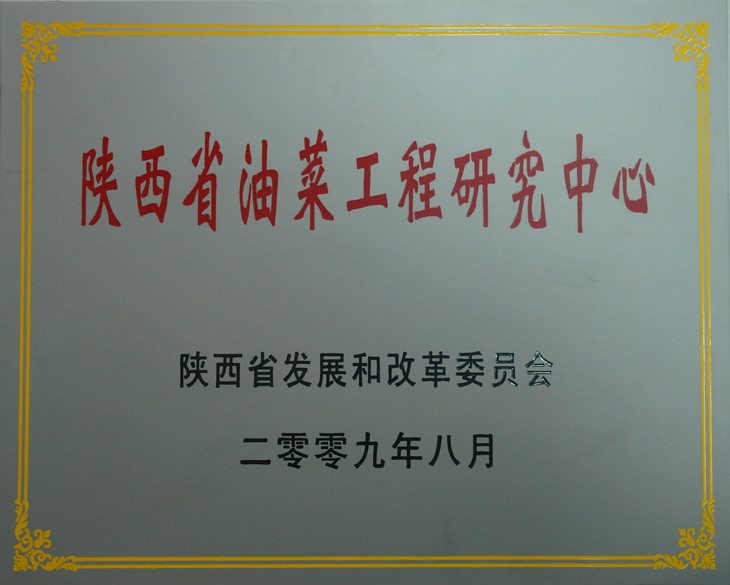 陕西省油菜工程研究中心
陕西省发展和改革委员会
二零零九年八月